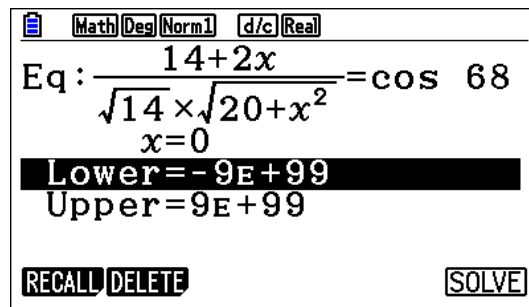 Math Deg Norm1 d/c Real
Eq:(14+2x)/(√14×√(20+x²))=cos 68
x=0
Lower=-9E+99
Upper=9E+99
RECALL DELETE SOLVE